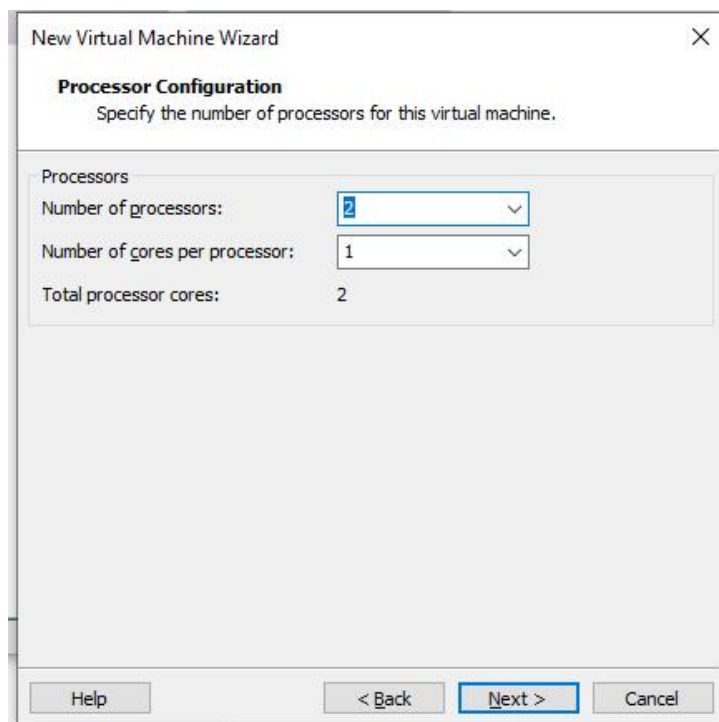 New Virtual Machine Wizard
Processor Configuration
Specify the number of processors for this virtual machine.
Processors
Number of processors: 2
Number of cores per processor: 1
Total processor cores: 2
Help < Back Next > Cancel